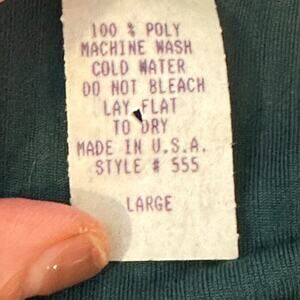 100 % POLY
MACHINE WASH
COLD WATER
DO NOT BLEACH
LAY FLAT
TO DRY
MADE IN U.S.A.
STYLE # 555
LARGE